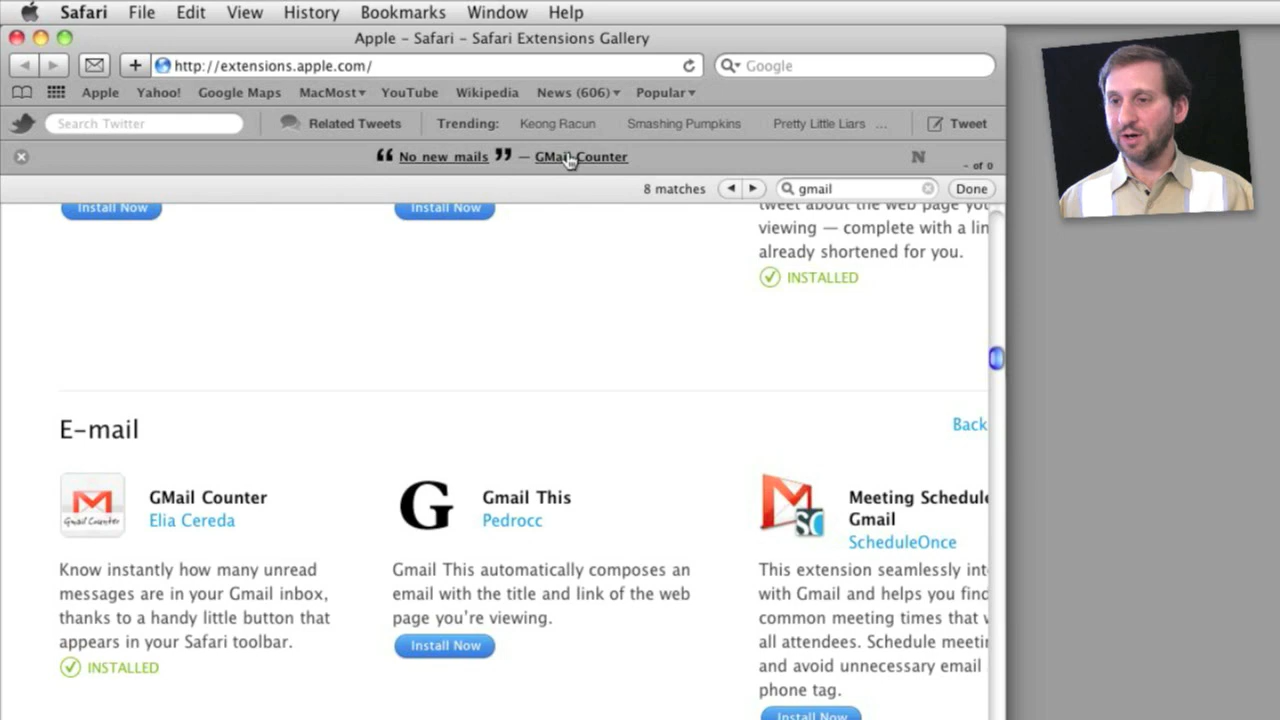 Safari File Edit View History Bookmarks Window Help
Apple – Safari – Safari Extensions Gallery
http://extensions.apple.com/
Google
Apple Yahoo! Google Maps MacMost▾ YouTube Wikipedia News (606)▾ Popular▾
Search Twitter Related Tweets Trending: Keong Racun Smashing Pumpkins Pretty Little Liars ... Tweet
“ No new mails ” — GMail Counter N - of 0
8 matches gmail Done
Install Now Install Now tweet about the web page you
viewing — complete with a lin
already shortened for you.
INSTALLED
E-mail
Back
GMail Counter
Elia Cereda
Gmail Counter
Know instantly how many unread
messages are in your Gmail inbox,
thanks to a handy little button that
appears in your Safari toolbar.
INSTALLED
G
Gmail This
Pedrocc
Gmail This automatically composes an
email with the title and link of the web
page you're viewing.
Install Now
Meeting Schedule
Gmail
ScheduleOnce
SC
This extension seamlessly int
with Gmail and helps you find
common meeting times that w
all attendees. Schedule meetin
and avoid unnecessary email
phone tag.
Install Now